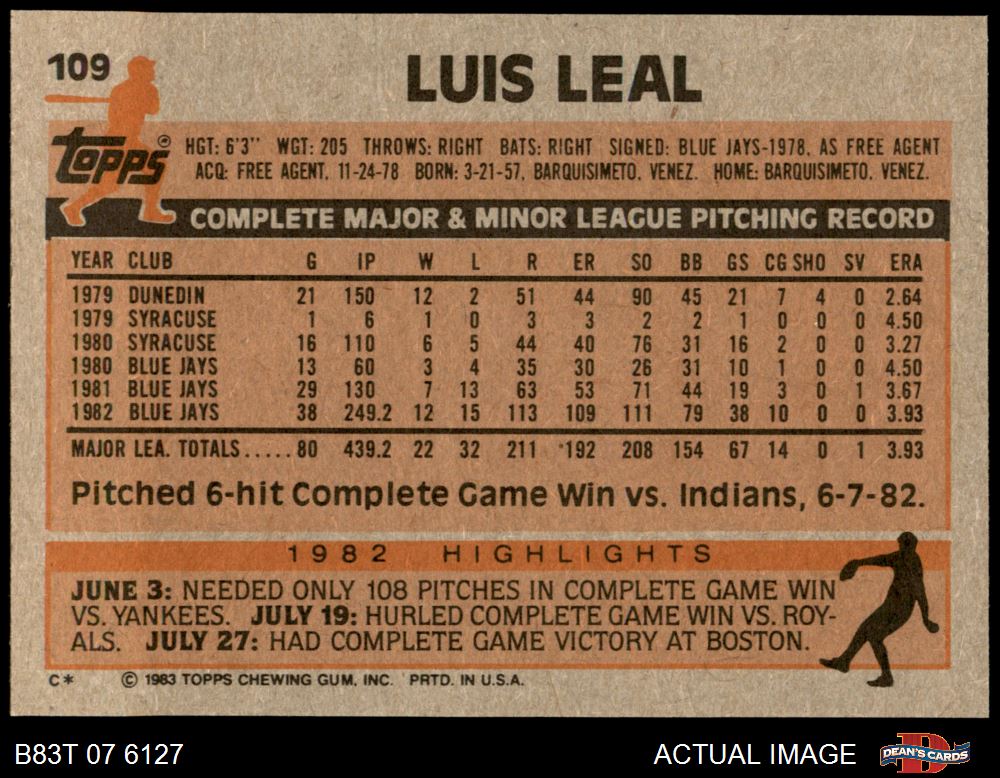 109
LUIS LEAL
topps®
HGT: 6'3" WGT: 205 THROWS: RIGHT BATS: RIGHT SIGNED: BLUE JAYS-1978, AS FREE AGENT
ACQ: FREE AGENT, 11-24-78 BORN: 3-21-57, BARQUISIMETO, VENEZ. HOME: BARQUISIMETO, VENEZ.
COMPLETE MAJOR & MINOR LEAGUE PITCHING RECORD
YEAR CLUB G IP W L R ER SO BB GS CG SHO SV ERA
1979 DUNEDIN 21 150 12 2 51 44 90 45 21 7 4 0 2.64
1979 SYRACUSE 1 6 1 0 3 3 2 2 1 0 0 0 4.50
1980 SYRACUSE 16 110 6 5 44 40 76 31 16 2 0 0 3.27
1980 BLUE JAYS 13 60 3 4 35 30 26 31 10 1 0 0 4.50
1981 BLUE JAYS 29 130 7 13 63 53 71 44 19 3 0 1 3.67
1982 BLUE JAYS 38 249.2 12 15 113 109 111 79 38 10 0 0 3.93
MAJOR LEA. TOTALS.....80 439.2 22 32 211 192 208 154 67 14 0 1 3.93
Pitched 6-hit Complete Game Win vs. Indians, 6-7-82.
1982 HIGHLIGHTS
JUNE 3: NEEDED ONLY 108 PITCHES IN COMPLETE GAME WIN
VS. YANKEES. JULY 19: HURLED COMPLETE GAME WIN VS. ROY-
ALS. JULY 27: HAD COMPLETE GAME VICTORY AT BOSTON.
C* © 1983 TOPPS CHEWING GUM, INC. PRTD. IN U.S.A.
B83T 07 6127
ACTUAL IMAGE
D
DEAN'S CARDS